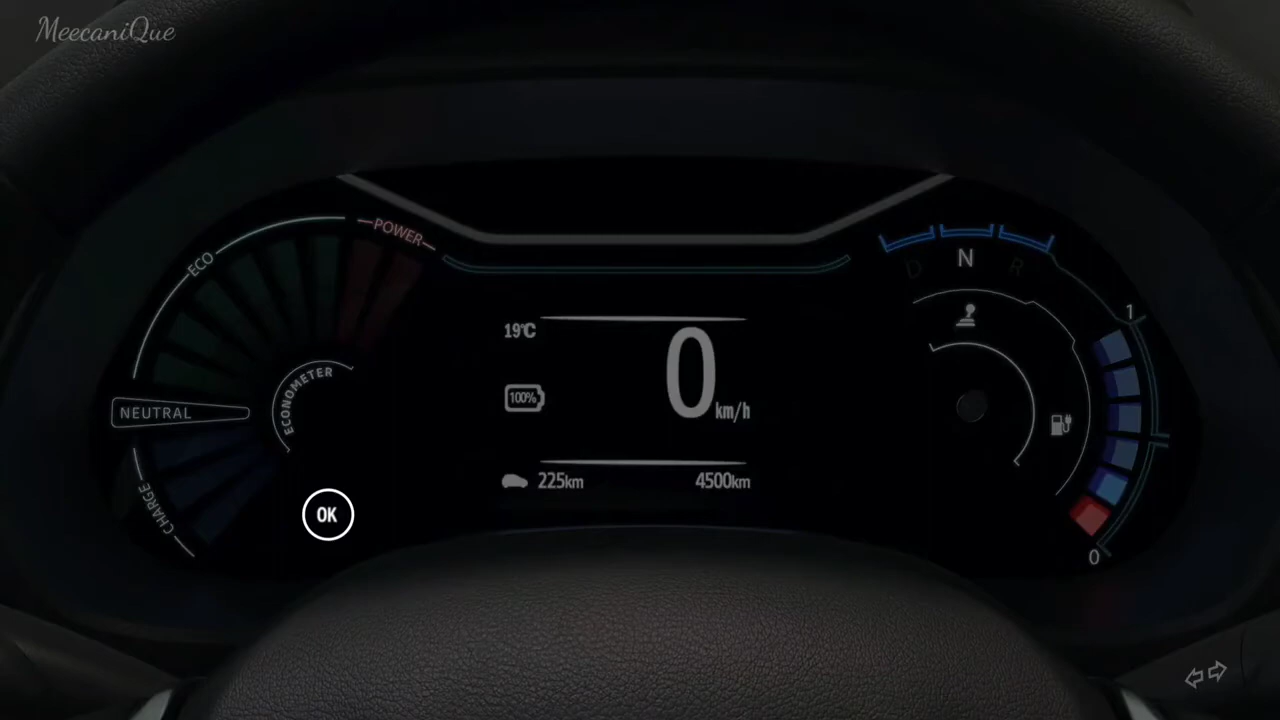 MeecaniQue
POWER
ECO
D N R
1
19°C
0
km/h
ECONOMETER
100%
NEUTRAL
225km
4500km
CHARGE
OK
0